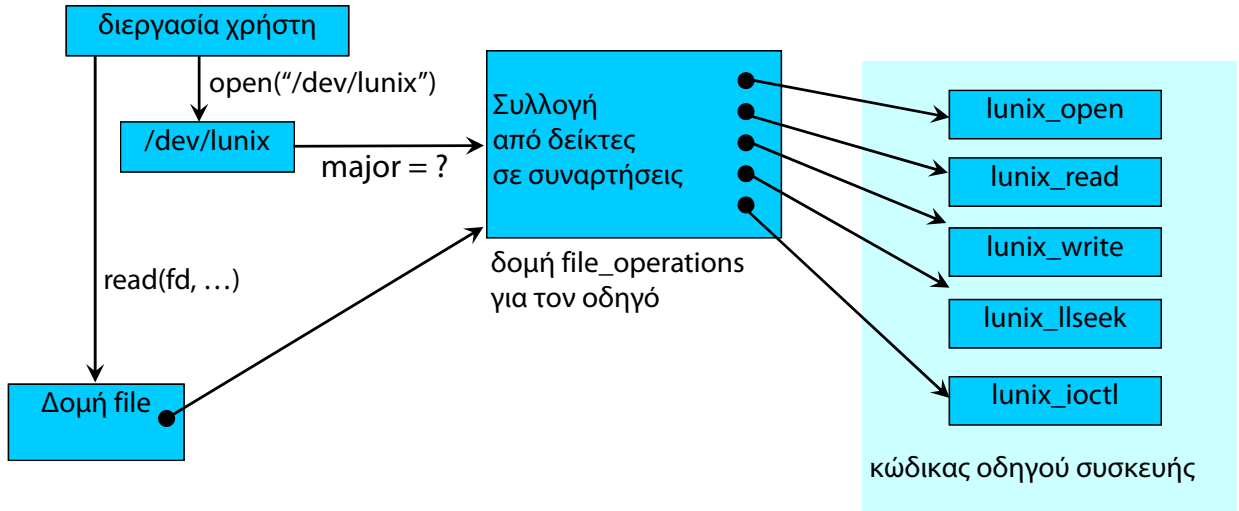 διεργασία χρήστη
open(“/dev/lunix”)
/dev/lunix
major = ?
read(fd, …)
Δομή file
Συλλογή
από δείκτες
σε συναρτήσεις
δομή file_operations
για τον οδηγό
lunix_open
lunix_read
lunix_write
lunix_llseek
lunix_ioctl
κώδικας οδηγού συσκευής